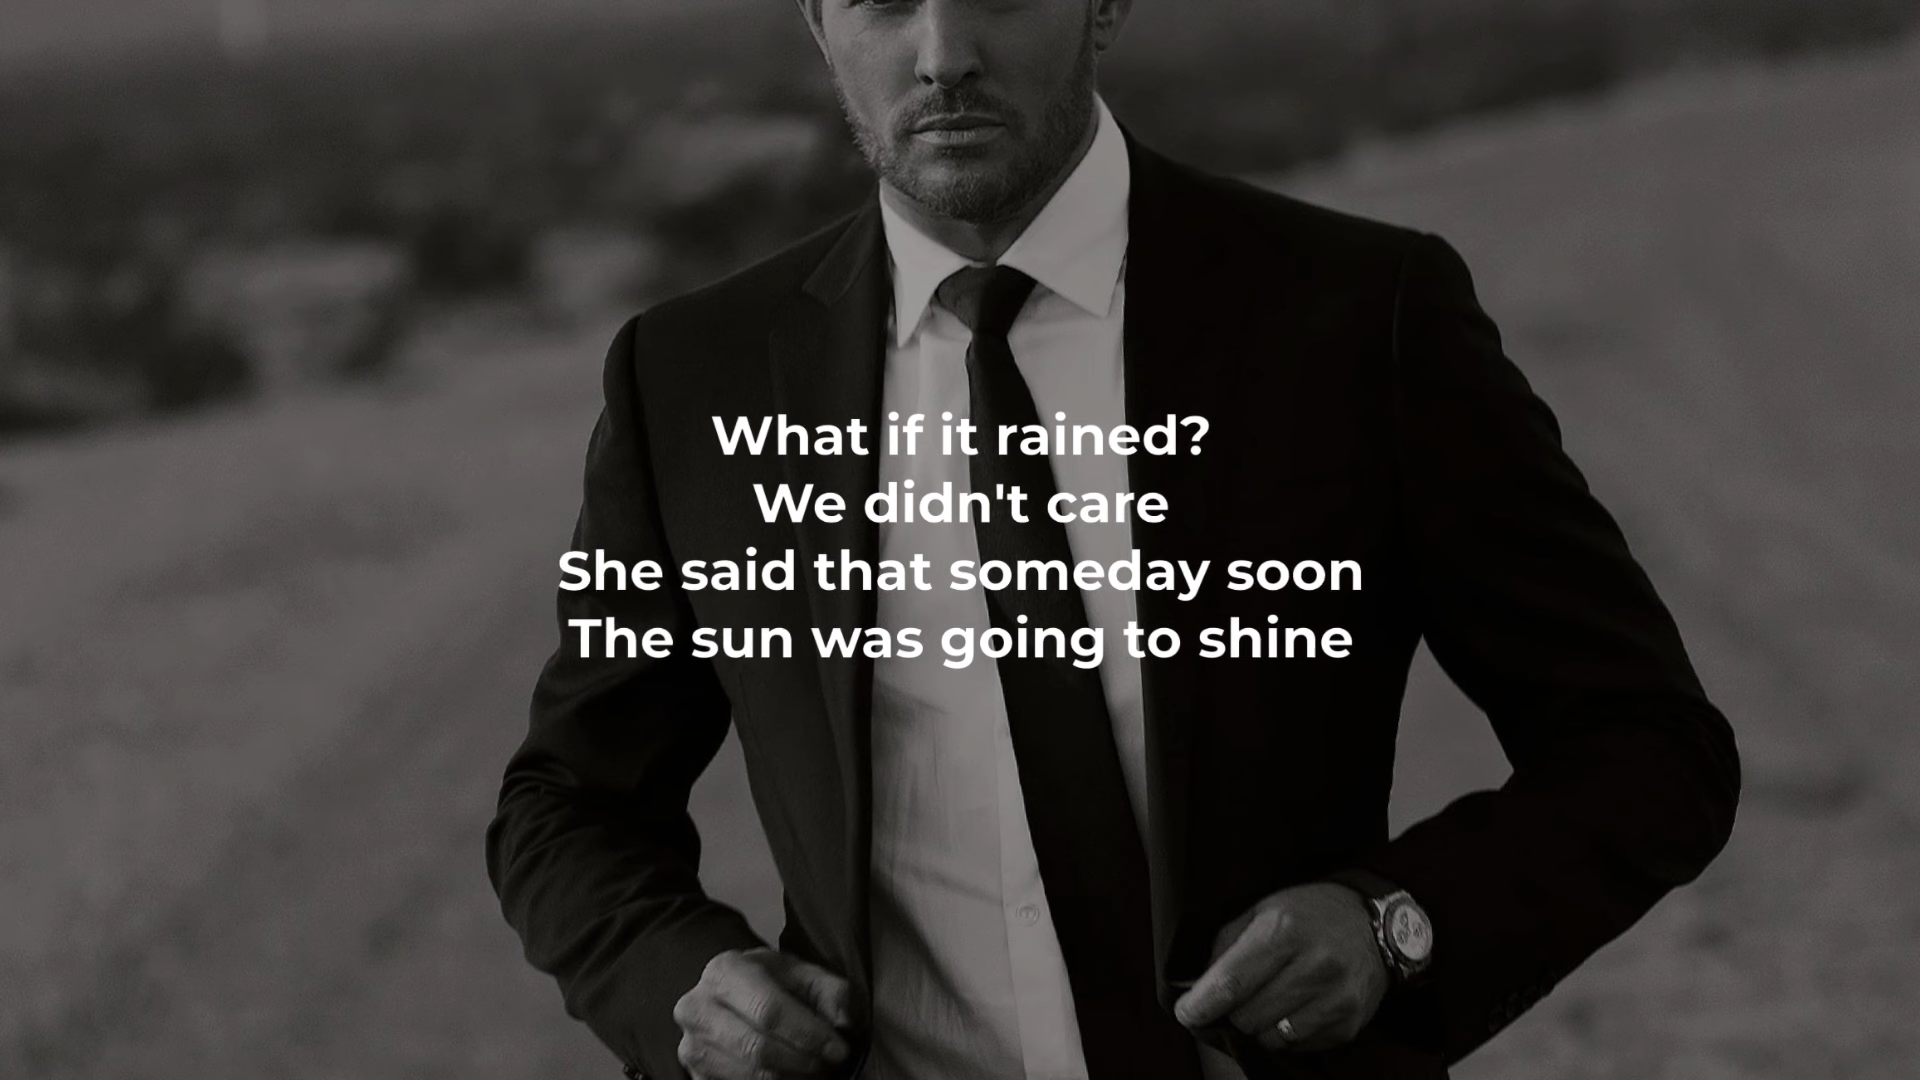 What if it rained?
We didn't care
She said that someday soon
The sun was going to shine